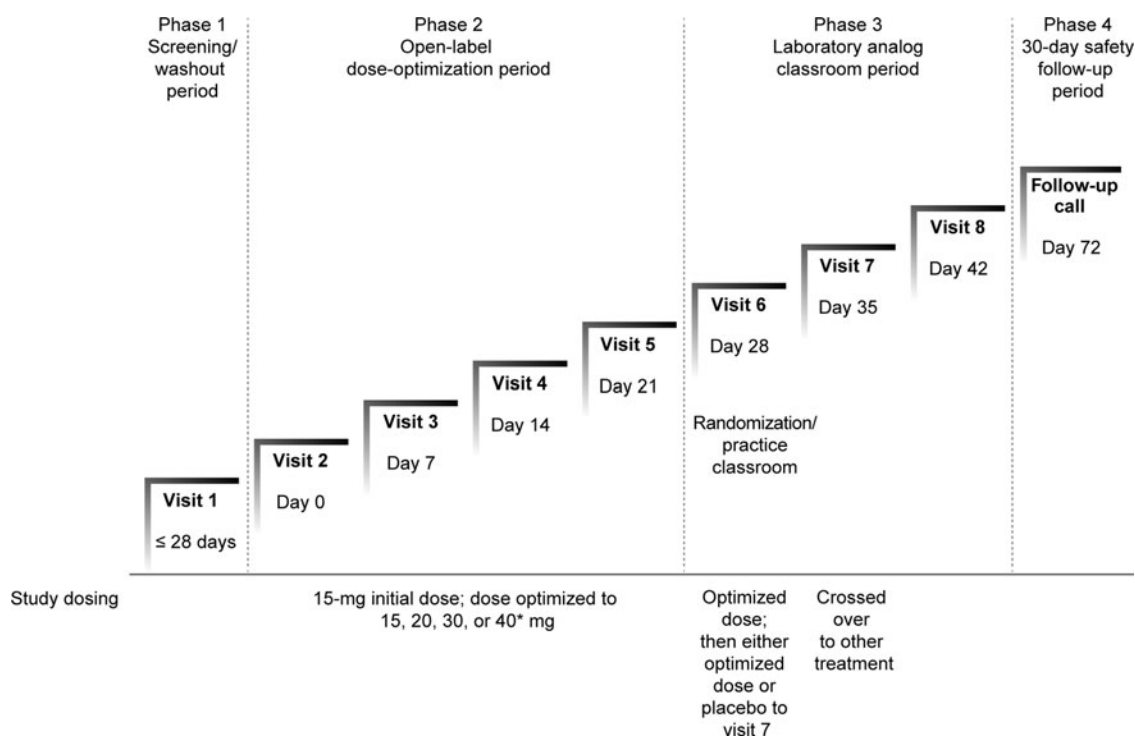 Phase 1
Screening/
washout
period
Phase 2
Open-label
dose-optimization period
Phase 3
Laboratory analog
classroom period
Phase 4
30-day safety
follow-up
period
Visit 1
≤ 28 days
Visit 2
Day 0
Visit 3
Day 7
Visit 4
Day 14
Visit 5
Day 21
Visit 6
Day 28
Randomization/
practice
classroom
Visit 7
Day 35
Visit 8
Day 42
Follow-up
call
Day 72
Study dosing
15-mg initial dose; dose optimized to
15, 20, 30, or 40* mg
Optimized
dose;
then either
optimized
dose or
placebo to
visit 7
Crossed
over
to other
treatment